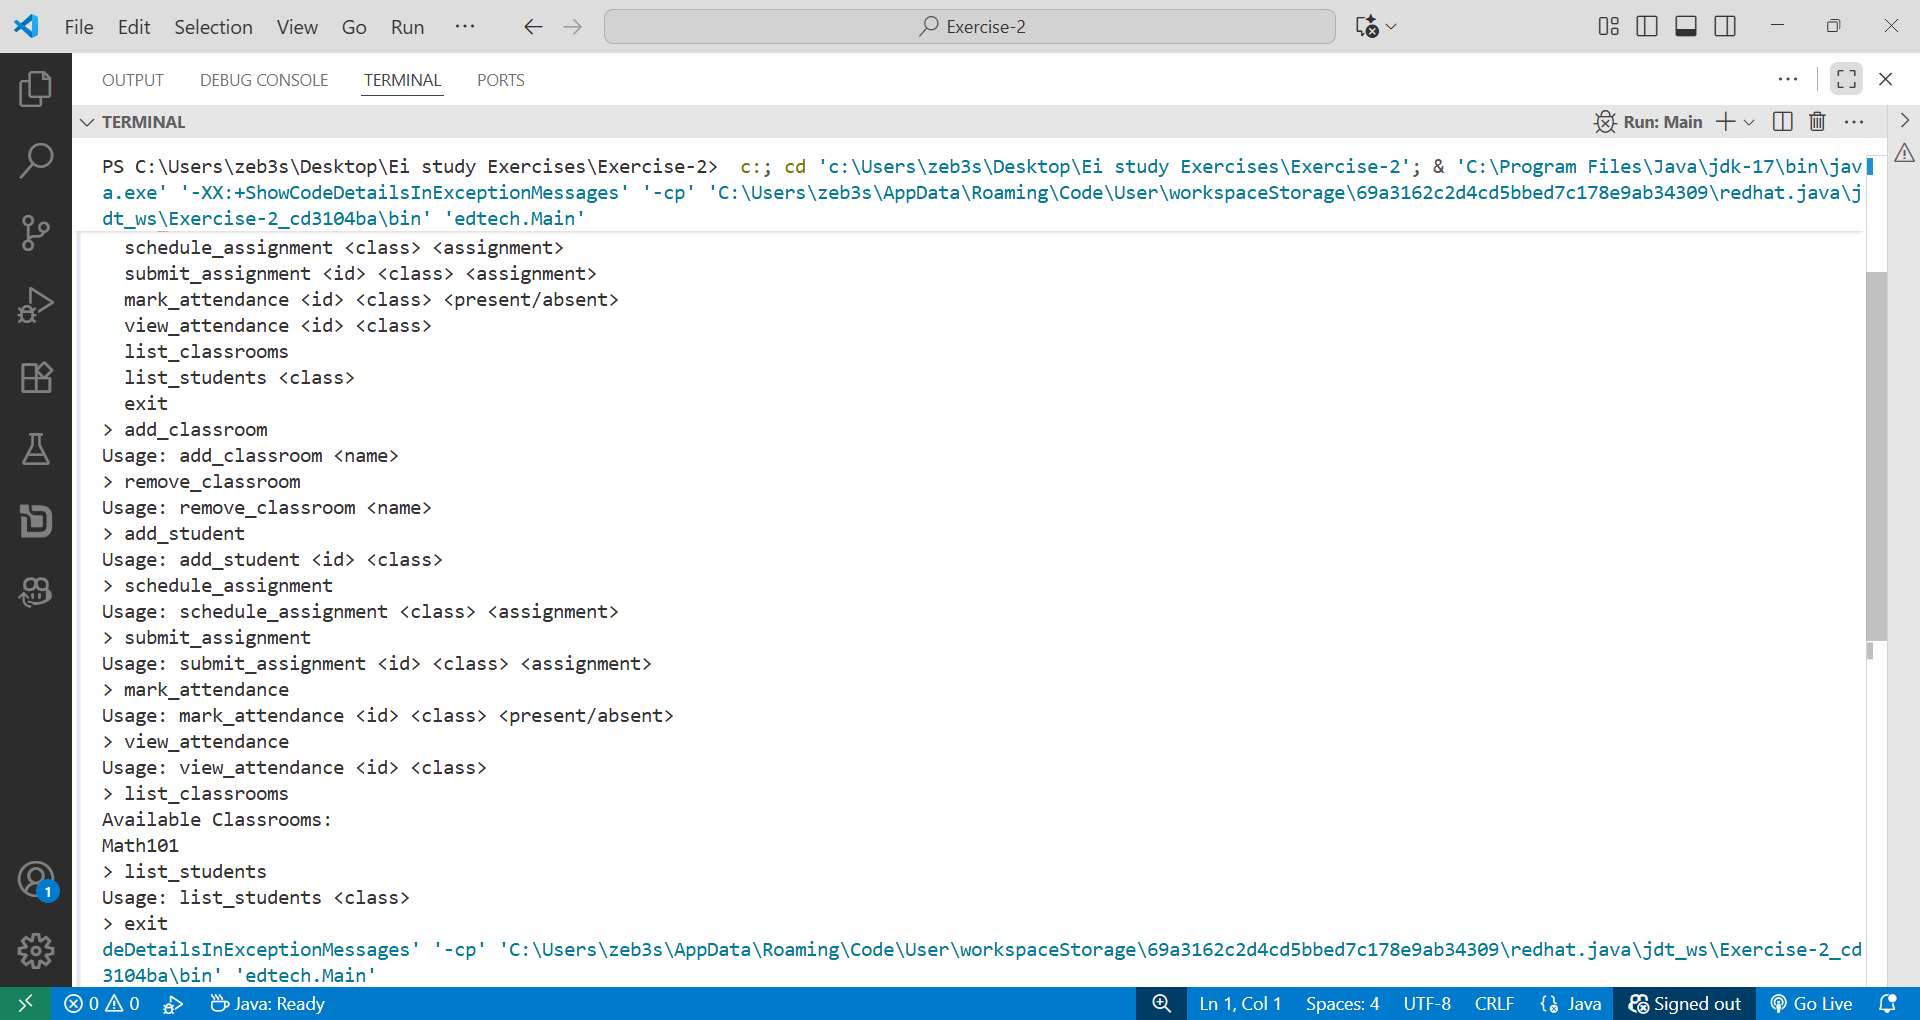 File Edit Selection View Go Run ··· Exercise-2
OUTPUT DEBUG CONSOLE TERMINAL PORTS
TERMINAL Run: Main
PS C:\Users\zeb3s\Desktop\Ei study Exercises\Exercise-2>  c:; cd 'c:\Users\zeb3s\Desktop\Ei study Exercises\Exercise-2'; & 'C:\Program Files\Java\jdk-17\bin\jav
a.exe' '-XX:+ShowCodeDetailsInExceptionMessages' '-cp' 'C:\Users\zeb3s\AppData\Roaming\Code\User\workspaceStorage\69a3162c2d4cd5bbed7c178e9ab34309\redhat.java\j
dt_ws\Exercise-2_cd3104ba\bin' 'edtech.Main'
schedule_assignment <class> <assignment>
submit_assignment <id> <class> <assignment>
mark_attendance <id> <class> <present/absent>
view_attendance <id> <class>
list_classrooms
list_students <class>
exit
> add_classroom
Usage: add_classroom <name>
> remove_classroom
Usage: remove_classroom <name>
> add_student
Usage: add_student <id> <class>
> schedule_assignment
Usage: schedule_assignment <class> <assignment>
> submit_assignment
Usage: submit_assignment <id> <class> <assignment>
> mark_attendance
Usage: mark_attendance <id> <class> <present/absent>
> view_attendance
Usage: view_attendance <id> <class>
> list_classrooms
Available Classrooms:
Math101
> list_students
Usage: list_students <class>
> exit
deDetailsInExceptionMessages' '-cp' 'C:\Users\zeb3s\AppData\Roaming\Code\User\workspaceStorage\69a3162c2d4cd5bbed7c178e9ab34309\redhat.java\jdt_ws\Exercise-2_cd
3104ba\bin' 'edtech.Main'
1
0 0 Java: Ready Ln 1, Col 1 Spaces: 4 UTF-8 CRLF {} Java Signed out Go Live